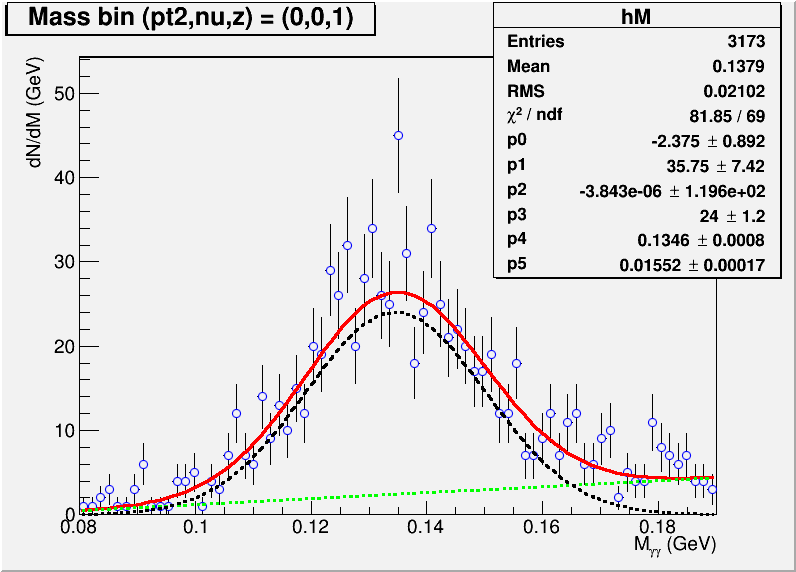 Mass bin (pt2,nu,z) = (0,0,1)
hM
Entries 3173
Mean 0.1379
RMS 0.02102
χ² / ndf 81.85 / 69
p0 -2.375 ± 0.892
p1 35.75 ± 7.42
p2 -3.843e-06 ± 1.196e+02
p3 24 ± 1.2
p4 0.1346 ± 0.0008
p5 0.01552 ± 0.00017
dN/dM (GeV)
50
40
30
20
10
0
0.08 0.1 0.12 0.14 0.16 0.18
Mγγ (GeV)